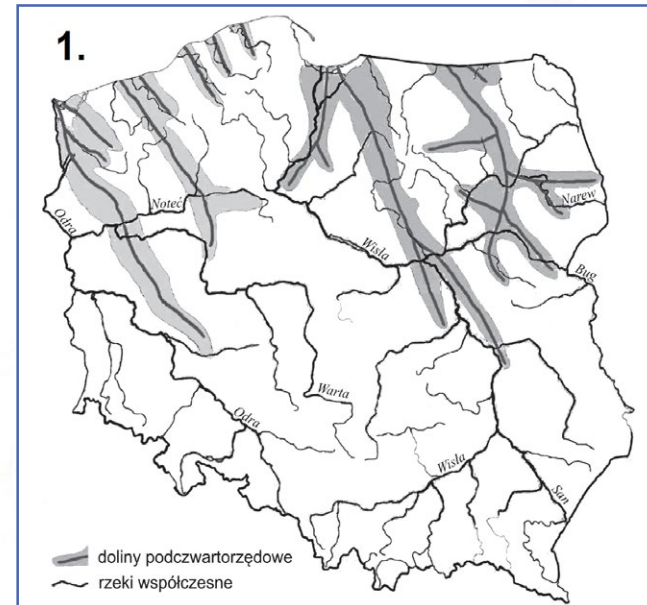 1.
Noteć
Odra
Narew
Wisła
Bug
Warta
Odra
Wisła
San
doliny podczwartorzędowe
rzeki współczesne